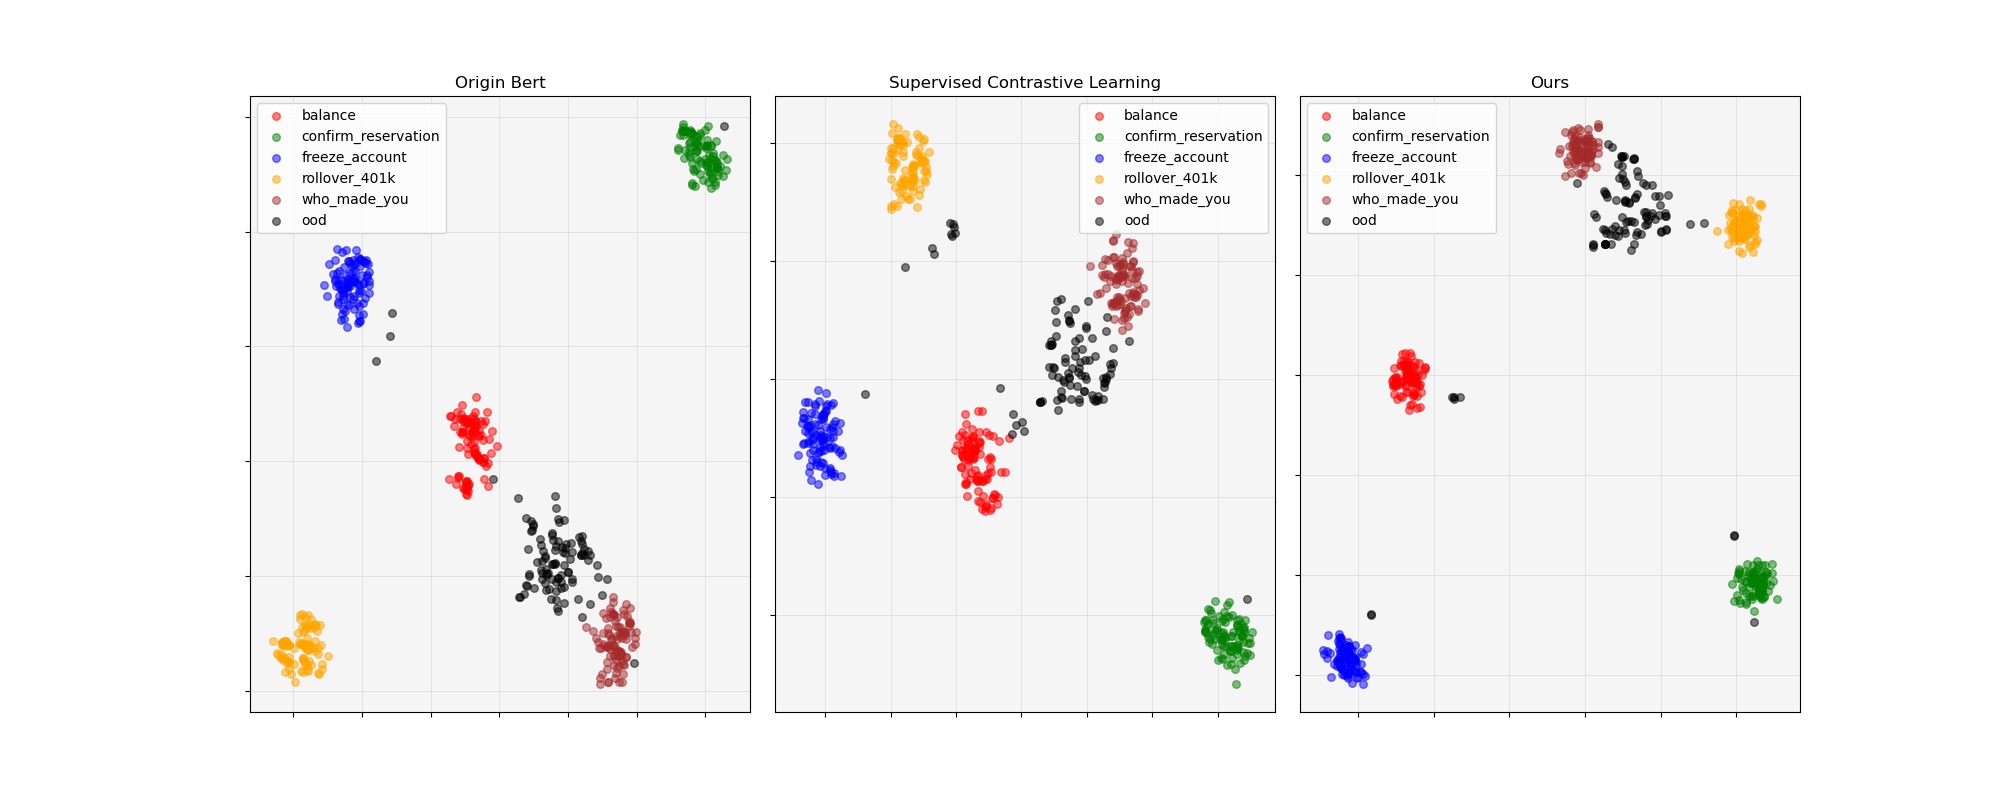 Origin Bert
balance
confirm_reservation
freeze_account
rollover_401k
who_made_you
ood
Supervised Contrastive Learning
balance
confirm_reservation
freeze_account
rollover_401k
who_made_you
ood
Ours
balance
confirm_reservation
freeze_account
rollover_401k
who_made_you
ood